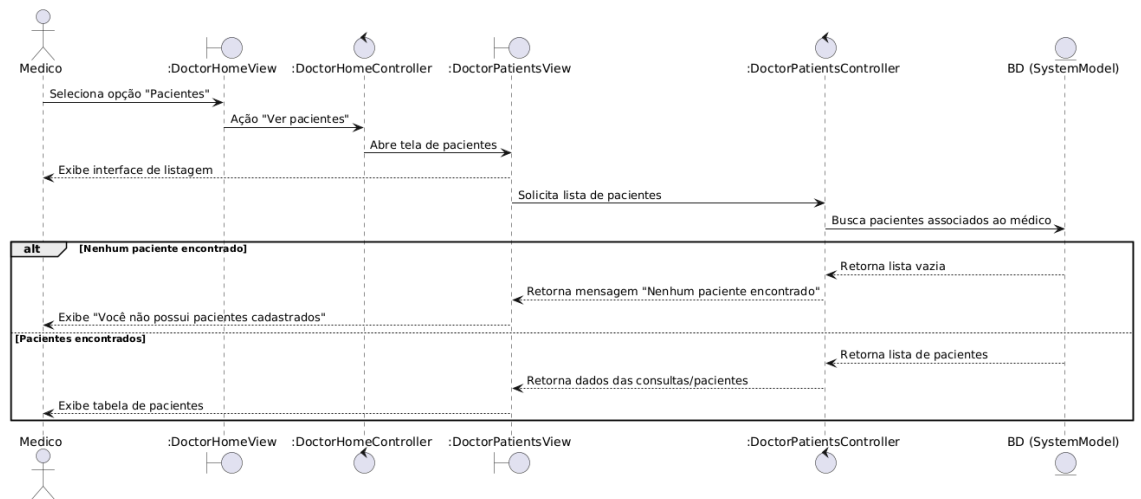 Medico
:DoctorHomeView
:DoctorHomeController
:DoctorPatientsView
:DoctorPatientsController
BD (SystemModel)
Seleciona opção "Pacientes"
Ação "Ver pacientes"
Abre tela de pacientes
Exibe interface de listagem
Solicita lista de pacientes
Busca pacientes associados ao médico
alt [Nenhum paciente encontrado]
Retorna lista vazia
Retorna mensagem "Nenhum paciente encontrado"
Exibe "Você não possui pacientes cadastrados"
[Pacientes encontrados]
Retorna lista de pacientes
Retorna dados das consultas/pacientes
Exibe tabela de pacientes
Medico
:DoctorHomeView
:DoctorHomeController
:DoctorPatientsView
:DoctorPatientsController
BD (SystemModel)